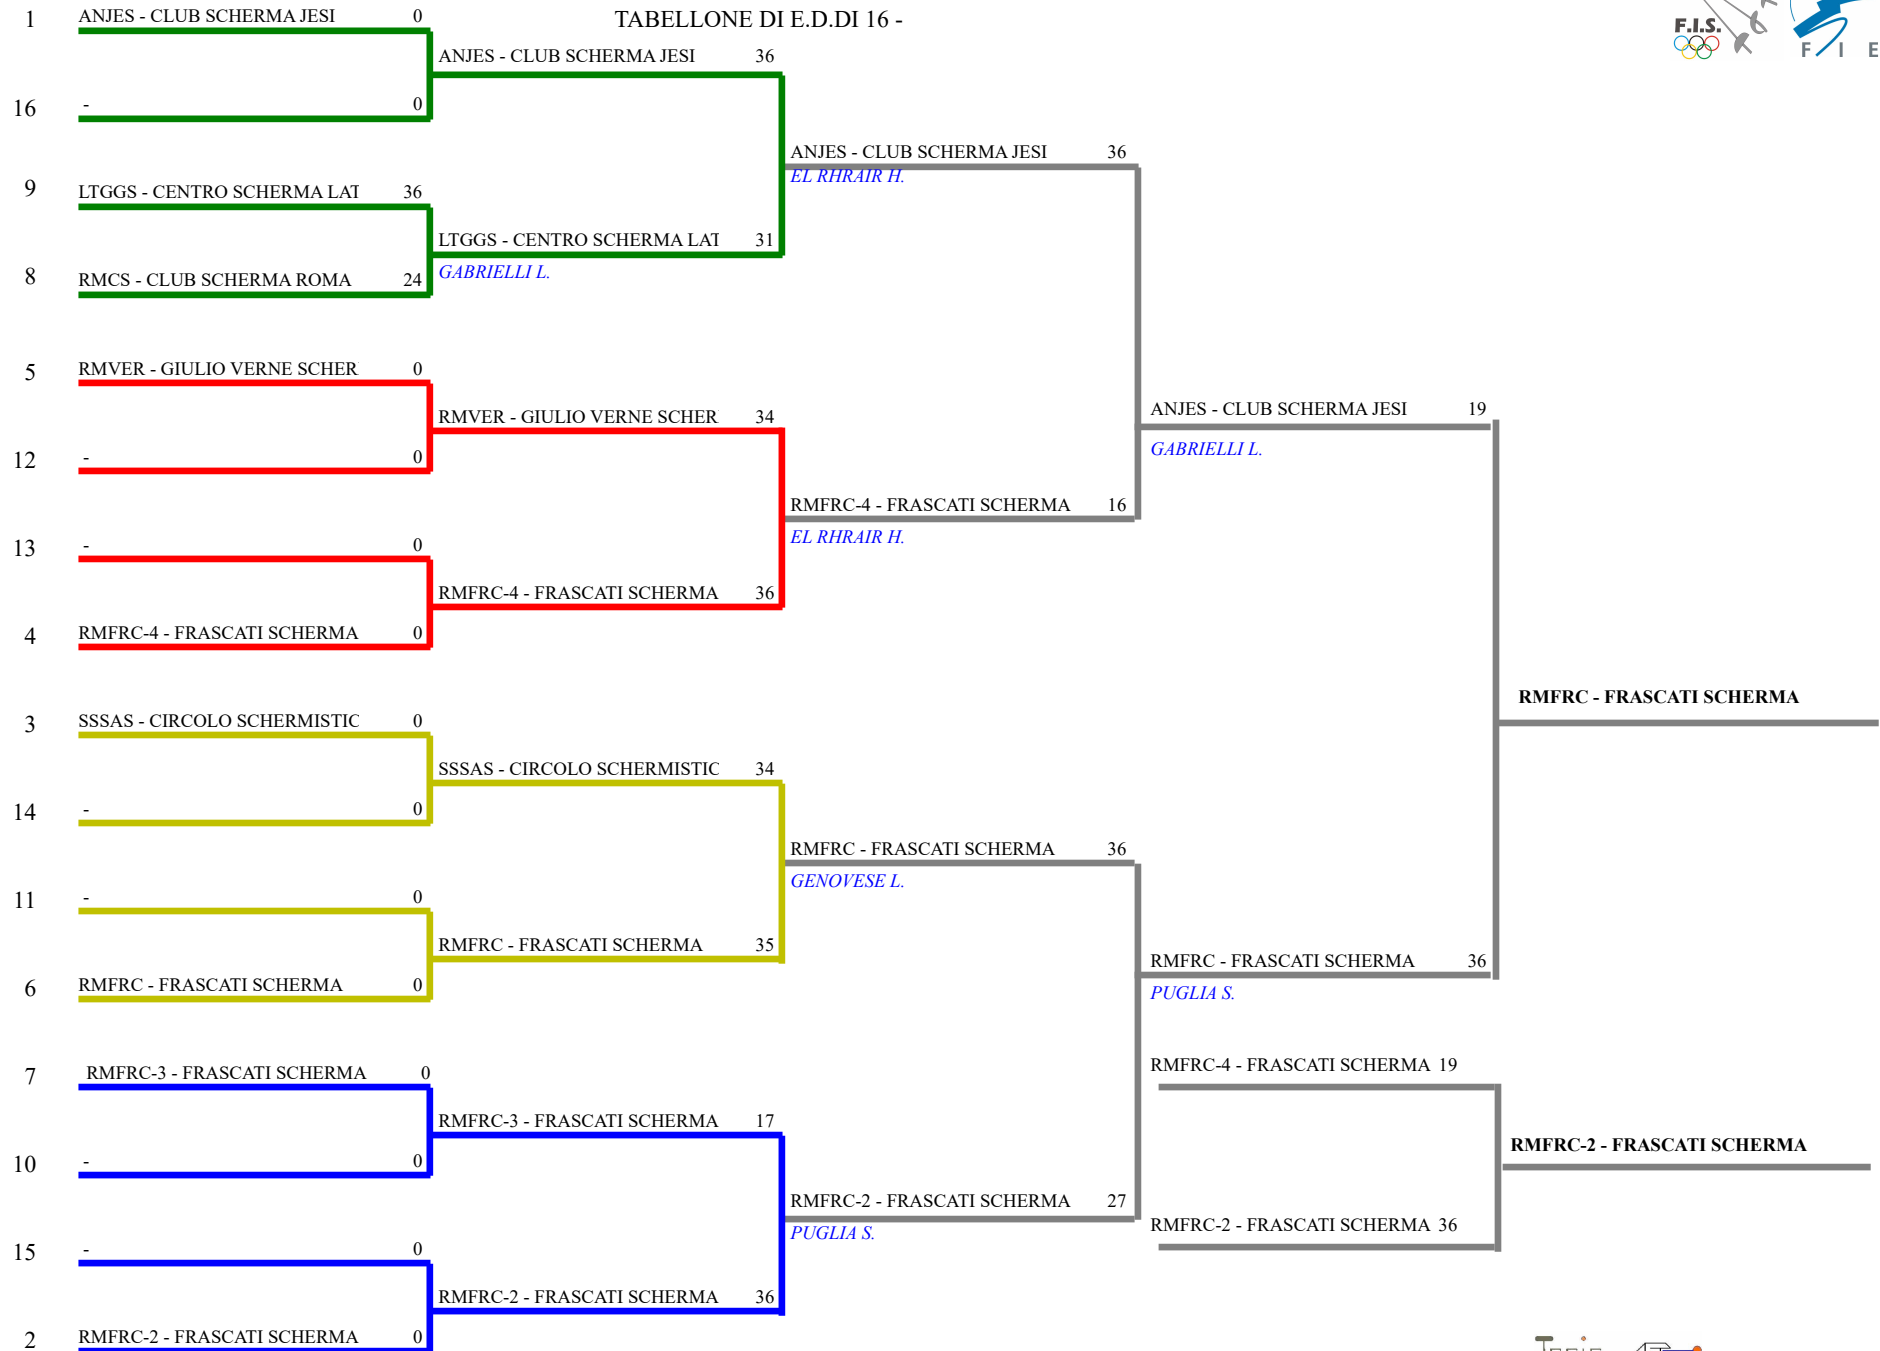 TABELLONE DI E.D.DI 16 -
F.I.S.
F I E
1 ANJES - CLUB SCHERMA JESI 0
ANJES - CLUB SCHERMA JESI 36
16 - 0
ANJES - CLUB SCHERMA JESI 36
EL RHRAIR H.
9 LTGGS - CENTRO SCHERMA LAT 36
LTGGS - CENTRO SCHERMA LAT 31
GABRIELLI L.
8 RMCS - CLUB SCHERMA ROMA 24
5 RMVER - GIULIO VERNE SCHER 0
ANJES - CLUB SCHERMA JESI 19
RMVER - GIULIO VERNE SCHER 34
GABRIELLI L.
12 - 0
RMFRC-4 - FRASCATI SCHERMA 16
EL RHRAIR H.
13 - 0
RMFRC-4 - FRASCATI SCHERMA 36
4 RMFRC-4 - FRASCATI SCHERMA 0
RMFRC - FRASCATI SCHERMA
3 SSSAS - CIRCOLO SCHERMISTIC 0
SSSAS - CIRCOLO SCHERMISTIC 34
14 - 0
RMFRC - FRASCATI SCHERMA 36
GENOVESE L.
11 - 0
RMFRC - FRASCATI SCHERMA 35
RMFRC - FRASCATI SCHERMA 36
6 RMFRC - FRASCATI SCHERMA 0
PUGLIA S.
RMFRC-4 - FRASCATI SCHERMA 19
7 RMFRC-3 - FRASCATI SCHERMA 0
RMFRC-3 - FRASCATI SCHERMA 17
RMFRC-2 - FRASCATI SCHERMA
10 - 0
RMFRC-2 - FRASCATI SCHERMA 27
RMFRC-2 - FRASCATI SCHERMA 36
PUGLIA S.
15 - 0
RMFRC-2 - FRASCATI SCHERMA 36
2 RMFRC-2 - FRASCATI SCHERMA 0